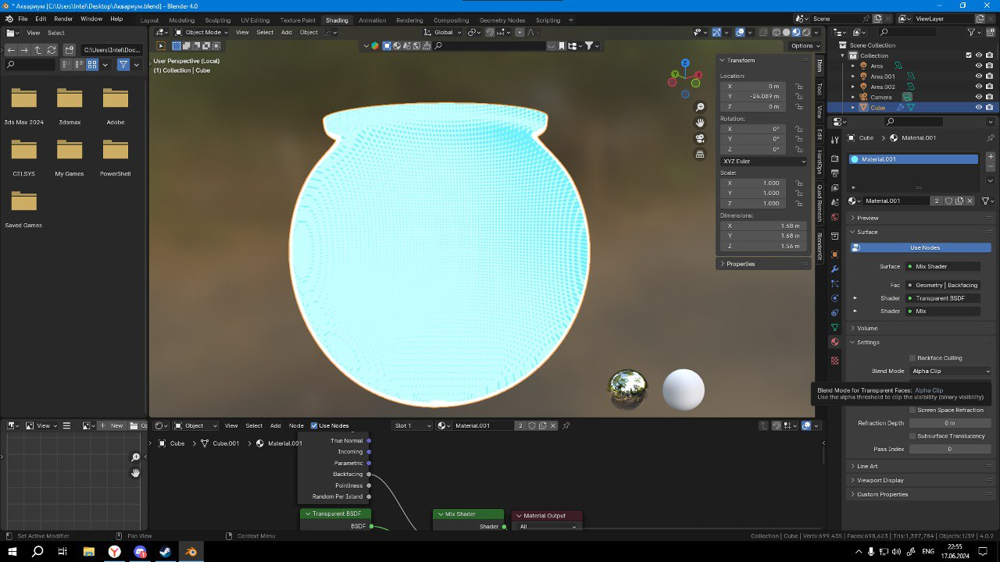 * Аквариум [C:\Users\Intel\Desktop\Аквариум.blend] - Blender 4.0
File Edit Render Window Help Layout Modeling Sculpting UV Editing Texture Paint Shading Animation Rendering Compositing Geometry Nodes Scripting + Scene ViewLayer
View Select
Object Mode View Select Add Object Global
C:\Users\Intel\Doc...
Options
3ds Max 2024 3dsmax Adobe
CELSYS My Games PowerShell
Saved Games
User Perspective (Local)
(1) Collection | Cube
Z
Y
X
Transform
Location:
X 0 m
Y -24.089 m
Z 0 m
Rotation:
X 0°
Y 0°
Z 0°
XYZ Euler
Scale:
X 1.000
Y 1.000
Z 1.000
Dimensions:
X 1.68 m
Y 1.68 m
Z 1.56 m
Properties
Item
Tool
View
Edit
HardOps
Quad Remesh
BlenderKit
Scene Collection
Collection
Area
Area.001
Area.002
Camera
Cube
Cube Material.001
Material.001
Material.001 2
Preview
Surface
Use Nodes
Surface Mix Shader
Fac Geometry | Backfacing
Shader Transparent BSDF
Shader Mix
Volume
Settings
Backface Culling
Blend Mode Alpha Clip
Blend Mode for Transparent Faces: Alpha Clip
Use the alpha threshold to clip the visibility (binary visibility)
Screen Space Refraction
Refraction Depth 0 m
Subsurface Translucency
Pass Index 0
Line Art
Viewport Display
Custom Properties
View New
Object View Select Add Node Use Nodes Slot 1 Material.001 2
Cube Cube.001 Material.001
True Normal
Incoming
Parametric
Backfacing
Pointiness
Random Per Island
Transparent BSDF
BSDF
Mix Shader
Shader
Material Output
All
Set Active Modifier Pan View Context Menu Collection | Cube | Verts:699,435 | Faces:698,623 | Tris:1,397,784 | Objects:1/39 | 4.0.2
ENG
22:55
17.06.2024